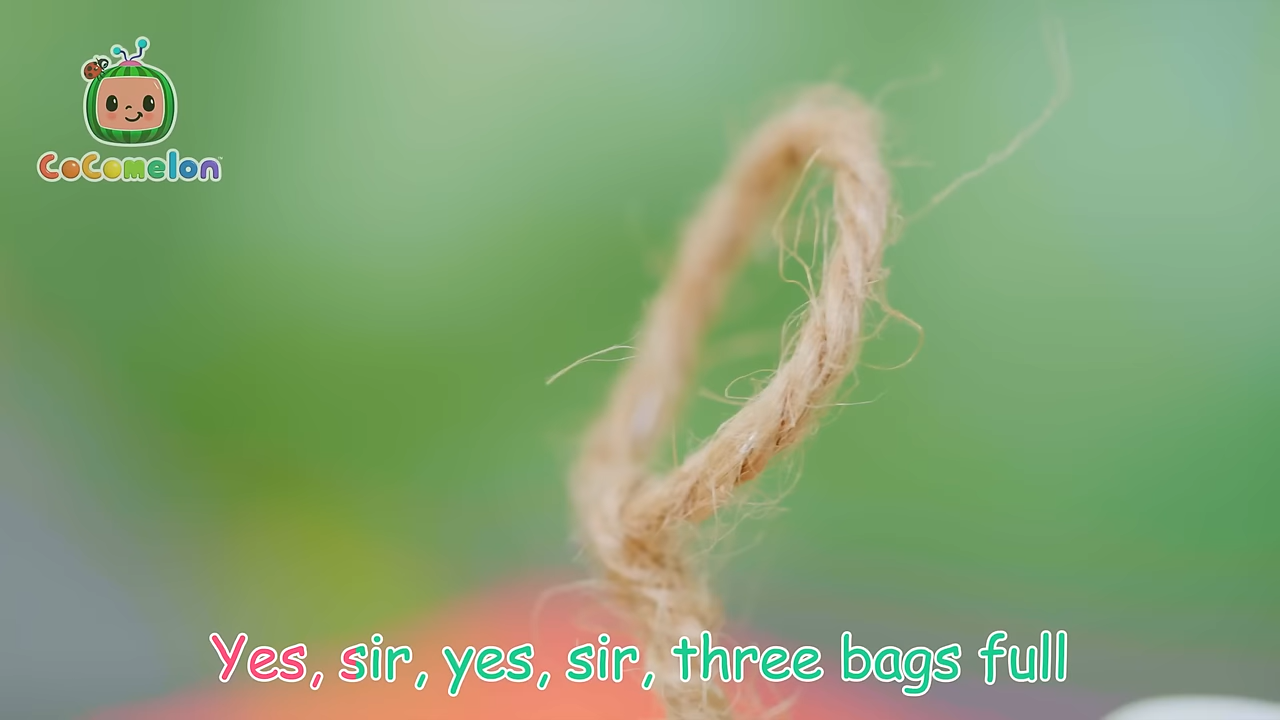 CoComelon
Yes, sir, yes, sir, three bags full